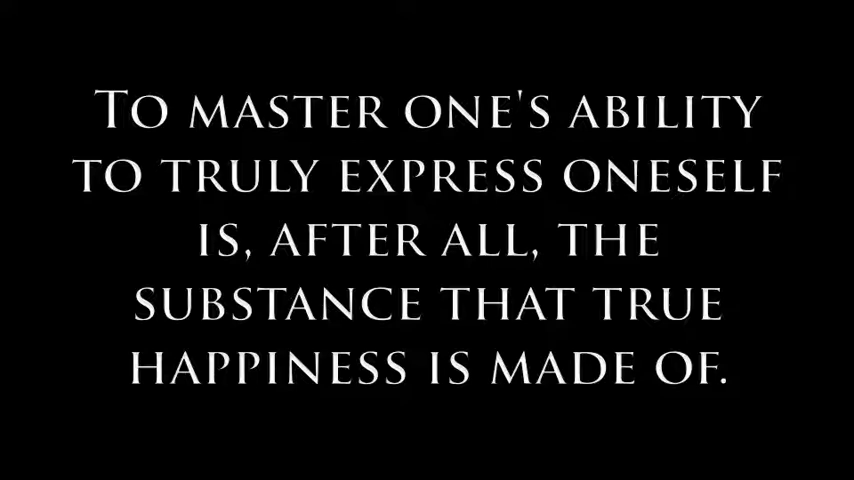 To master one's ability
to truly express oneself
is, after all, the
substance that true
happiness is made of.